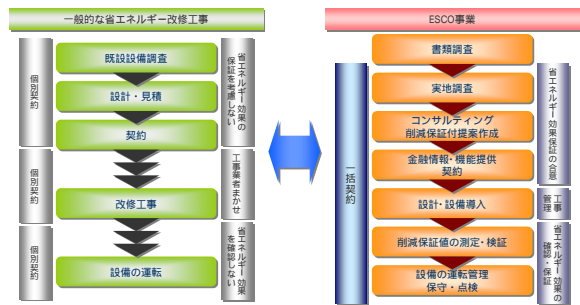 一般的な省エネルギー改修工事
個別契約
個別契約
個別契約
既設設備調査
設計・見積
契約
改修工事
設備の運転
省エネルギー効果の
保証を考慮しない
工事業者まかせ
省エネルギー効果
を確認しない
ESCO事業
一括契約
書類調査
実地調査
コンサルティング
削減保証付提案作成
金融情報・機能提供
契約
設計・設備導入
削減保証値の測定・検証
設備の運転管理
保守・点検
省エネルギー効果保証の合意
工事
管理
省エネルギー効果の
確認・保証